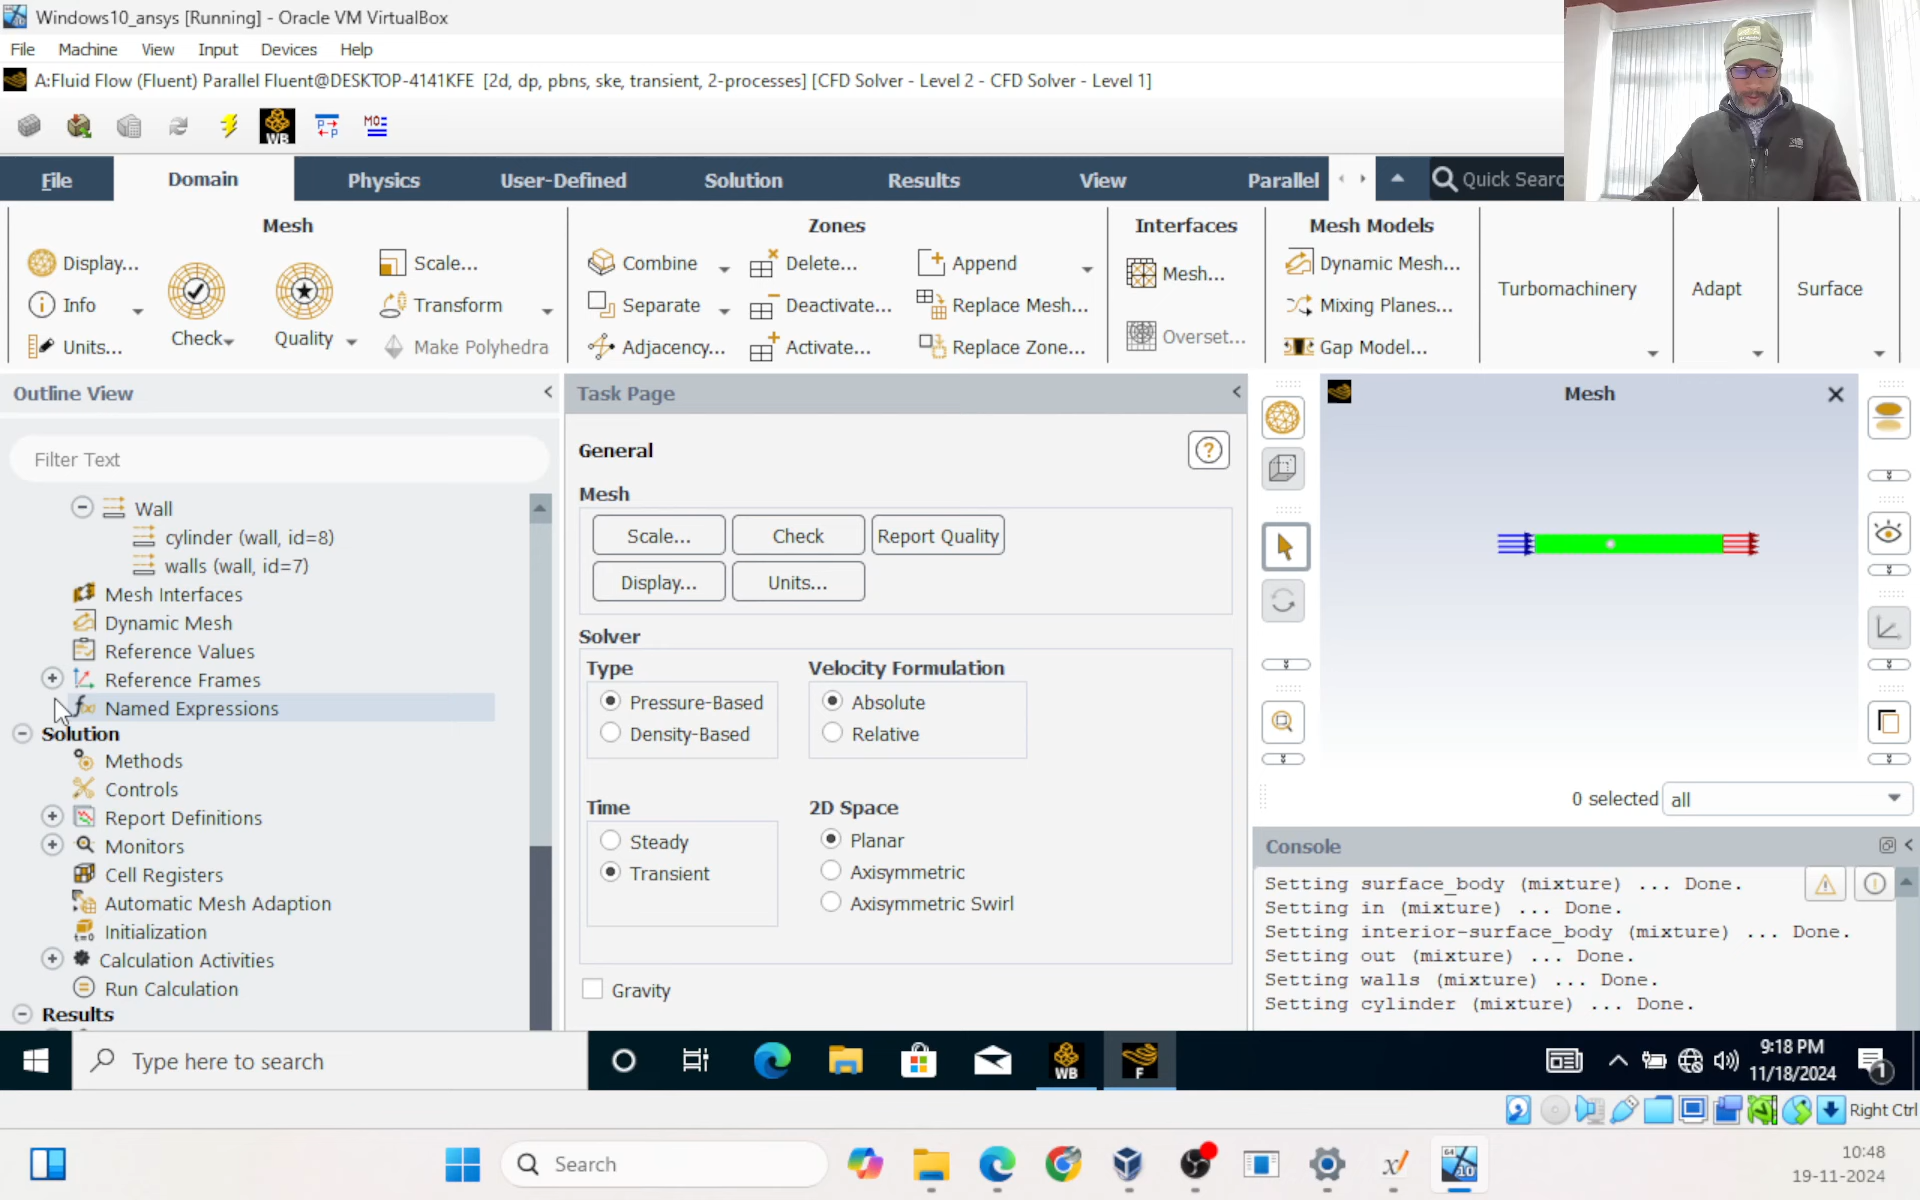 Windows10_ansys [Running] - Oracle VM VirtualBox
File Machine View Input Devices Help
A:Fluid Flow (Fluent) Parallel Fluent@DESKTOP-4141KFE [2d, dp, pbns, ske, transient, 2-processes] [CFD Solver - Level 2 - CFD Solver - Level 1]
WB
File Domain Physics User-Defined Solution Results View Parallel Quick Searc
Mesh
Display...
Info
Units...
Check
Quality
Scale...
Transform
Make Polyhedra
Zones
Combine
Separate
Adjacency...
Delete...
Deactivate...
Activate...
Append
Replace Mesh...
Replace Zone...
Interfaces
Mesh...
Overset...
Mesh Models
Dynamic Mesh...
Mixing Planes...
Gap Model...
Turbomachinery
Adapt
Surface
Outline View
Filter Text
Wall
cylinder (wall, id=8)
walls (wall, id=7)
Mesh Interfaces
Dynamic Mesh
Reference Values
Reference Frames
Named Expressions
Solution
Methods
Controls
Report Definitions
Monitors
Cell Registers
Automatic Mesh Adaption
Initialization
Calculation Activities
Run Calculation
Results
Task Page
General
Mesh
Scale... Check Report Quality
Display... Units...
Solver
Type
Pressure-Based
Density-Based
Velocity Formulation
Absolute
Relative
Time
Steady
Transient
2D Space
Planar
Axisymmetric
Axisymmetric Swirl
Gravity
Mesh
0 selected all
Console
Setting surface_body (mixture) ... Done.
Setting in (mixture) ... Done.
Setting interior-surface_body (mixture) ... Done.
Setting out (mixture) ... Done.
Setting walls (mixture) ... Done.
Setting cylinder (mixture) ... Done.
Type here to search
WB
F
9:18 PM
11/18/2024
1
Right Ctrl
Search
10:48
19-11-2024